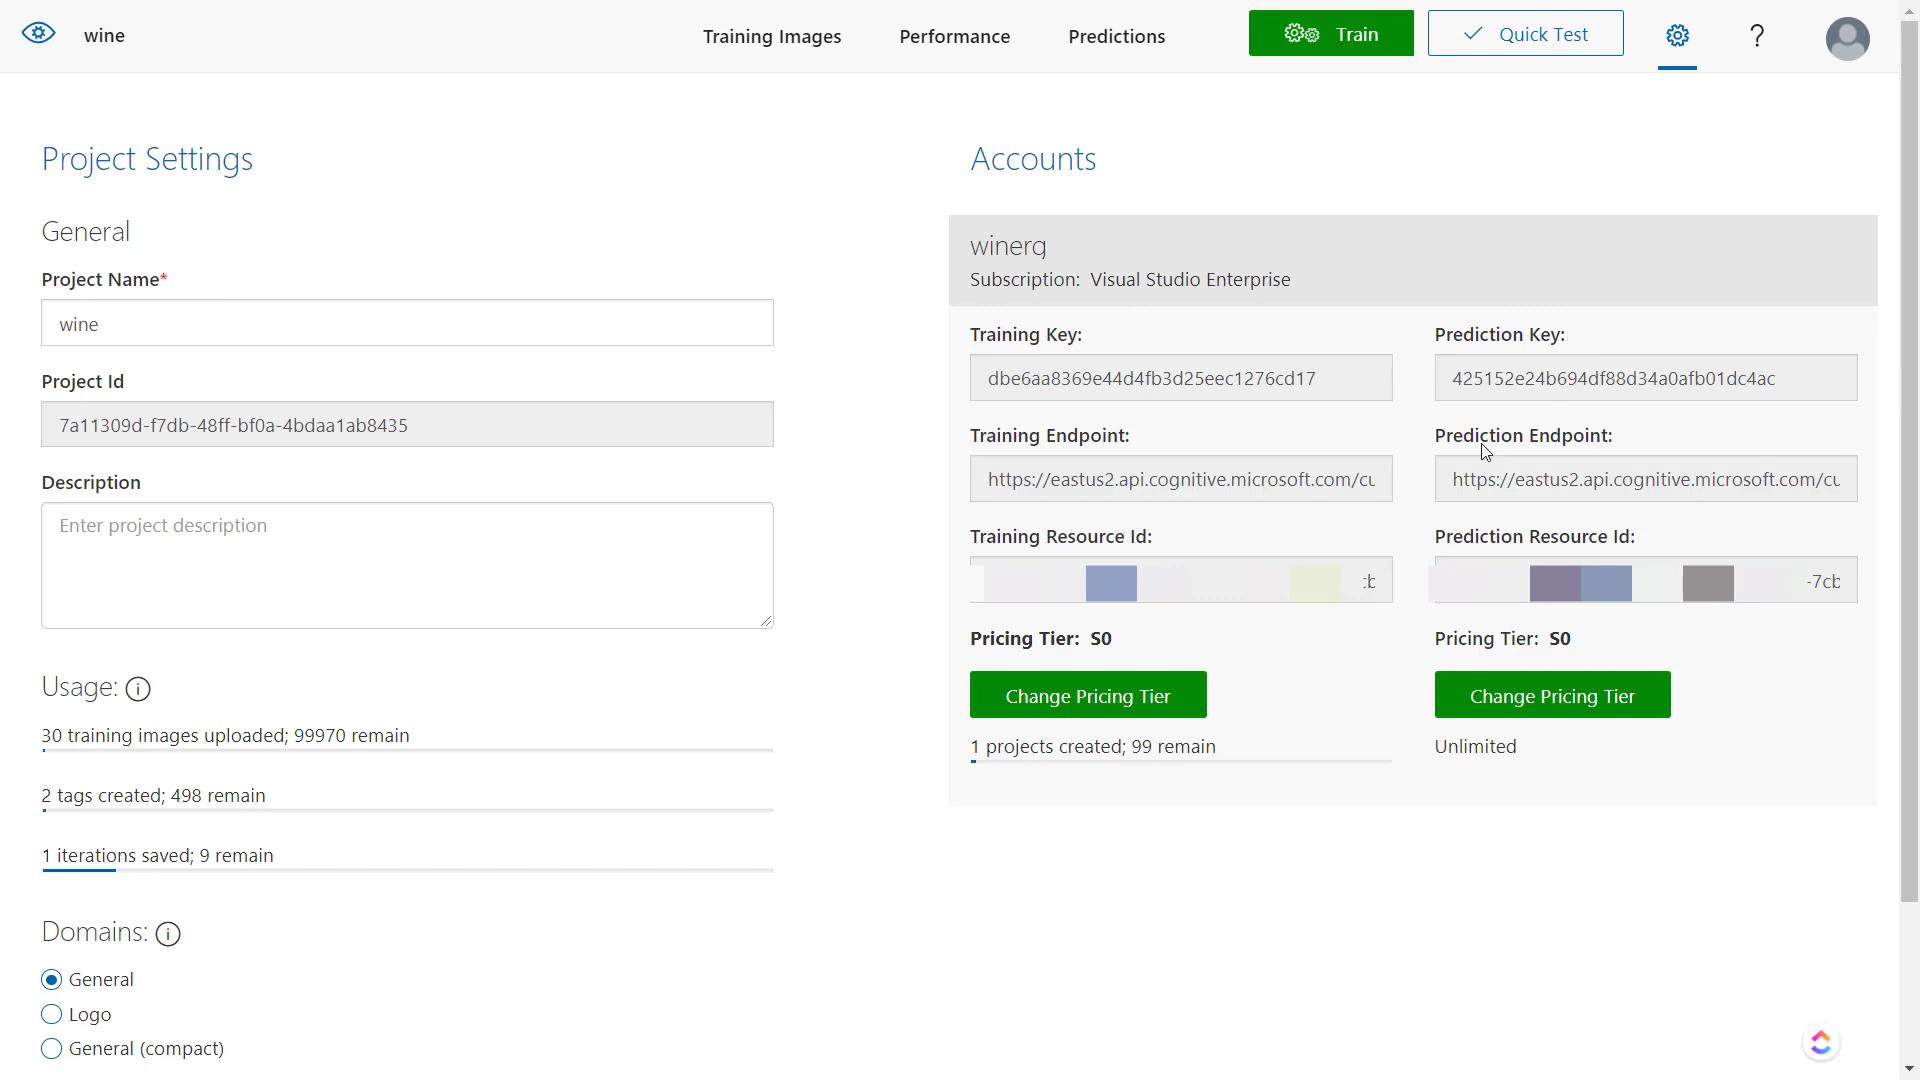 wine
Training Images
Performance
Predictions
Train
Quick Test
?
Project Settings
General
Project Name*
wine
Project Id
7a11309d-f7db-48ff-bf0a-4bdaa1ab8435
Description
Enter project description
Usage:
30 training images uploaded; 99970 remain
2 tags created; 498 remain
1 iterations saved; 9 remain
Domains:
General
Logo
General (compact)
Accounts
winerg
Subscription: Visual Studio Enterprise
Training Key:
dbe6aa8369e44d4fb3d25eec1276cd17
Training Endpoint:
https://eastus2.api.cognitive.microsoft.com/cu
Training Resource Id:
Pricing Tier: S0
Change Pricing Tier
1 projects created; 99 remain
Prediction Key:
425152e24b694df88d34a0afb01dc4ac
Prediction Endpoint:
https://eastus2.api.cognitive.microsoft.com/cu
Prediction Resource Id:
-7cb
Pricing Tier: S0
Change Pricing Tier
Unlimited